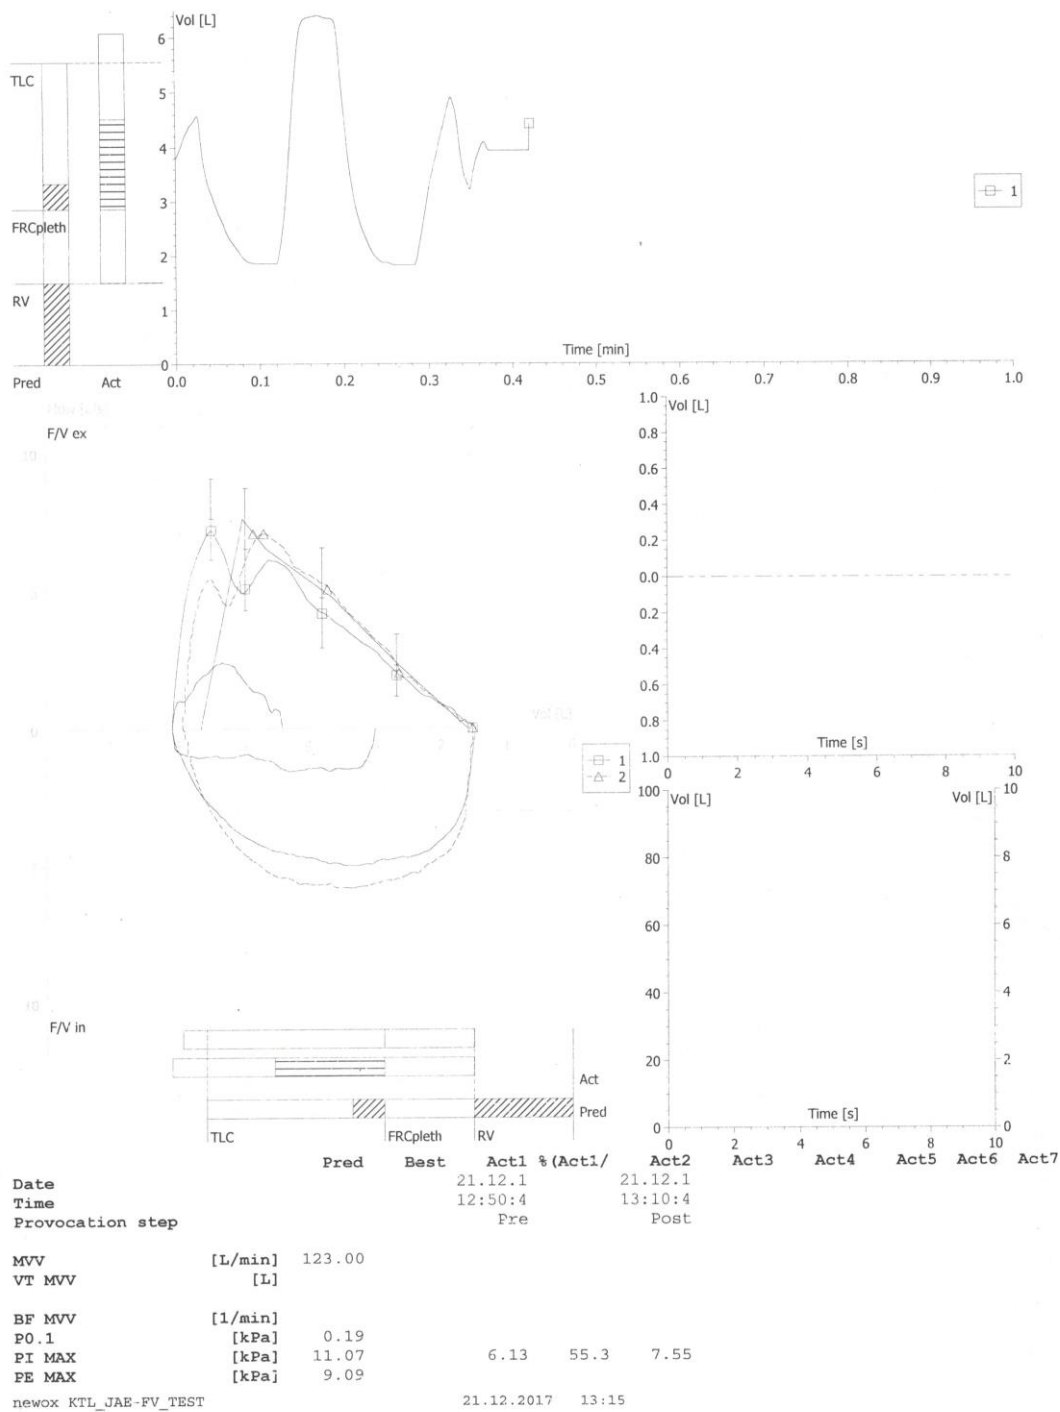 Vol [L]
6
TLC
5
4
1
3
FRCpleth
2
RV
1
Time [min]
0
Pred Act 0.0 0.1 0.2 0.3 0.4 0.5 0.6 0.7 0.8 0.9 1.0
F/V ex
1.0 Vol [L]
10
0.8
0.6
0.4
0.2
0.0
0.2
0.4
0 Vol [L]
0.6
0.8 Time [s]
1
2
1.0
0 2 4 6 8 10
100 Vol [L] Vol [L] 10
80 8
60 6
40 4
10
F/V in
20 2
Act
Pred
Time [s]
0 0
TLC FRCpleth RV
0 2 4 6 8 10
Pred Best Act1 %(Act1/ Act2 Act3 Act4 Act5 Act6 Act7
Date 21.12.1 21.12.1
Time 12:50:4 13:10:4
Provocation step Pre Post
MVV [L/min] 123.00
VT MVV [L]
BF MVV [1/min]
P0.1 [kPa] 0.19
PI MAX [kPa] 11.07 6.13 55.3 7.55
PE MAX [kPa] 9.09
newox KTL_JAE-FV_TEST 21.12.2017 13:15